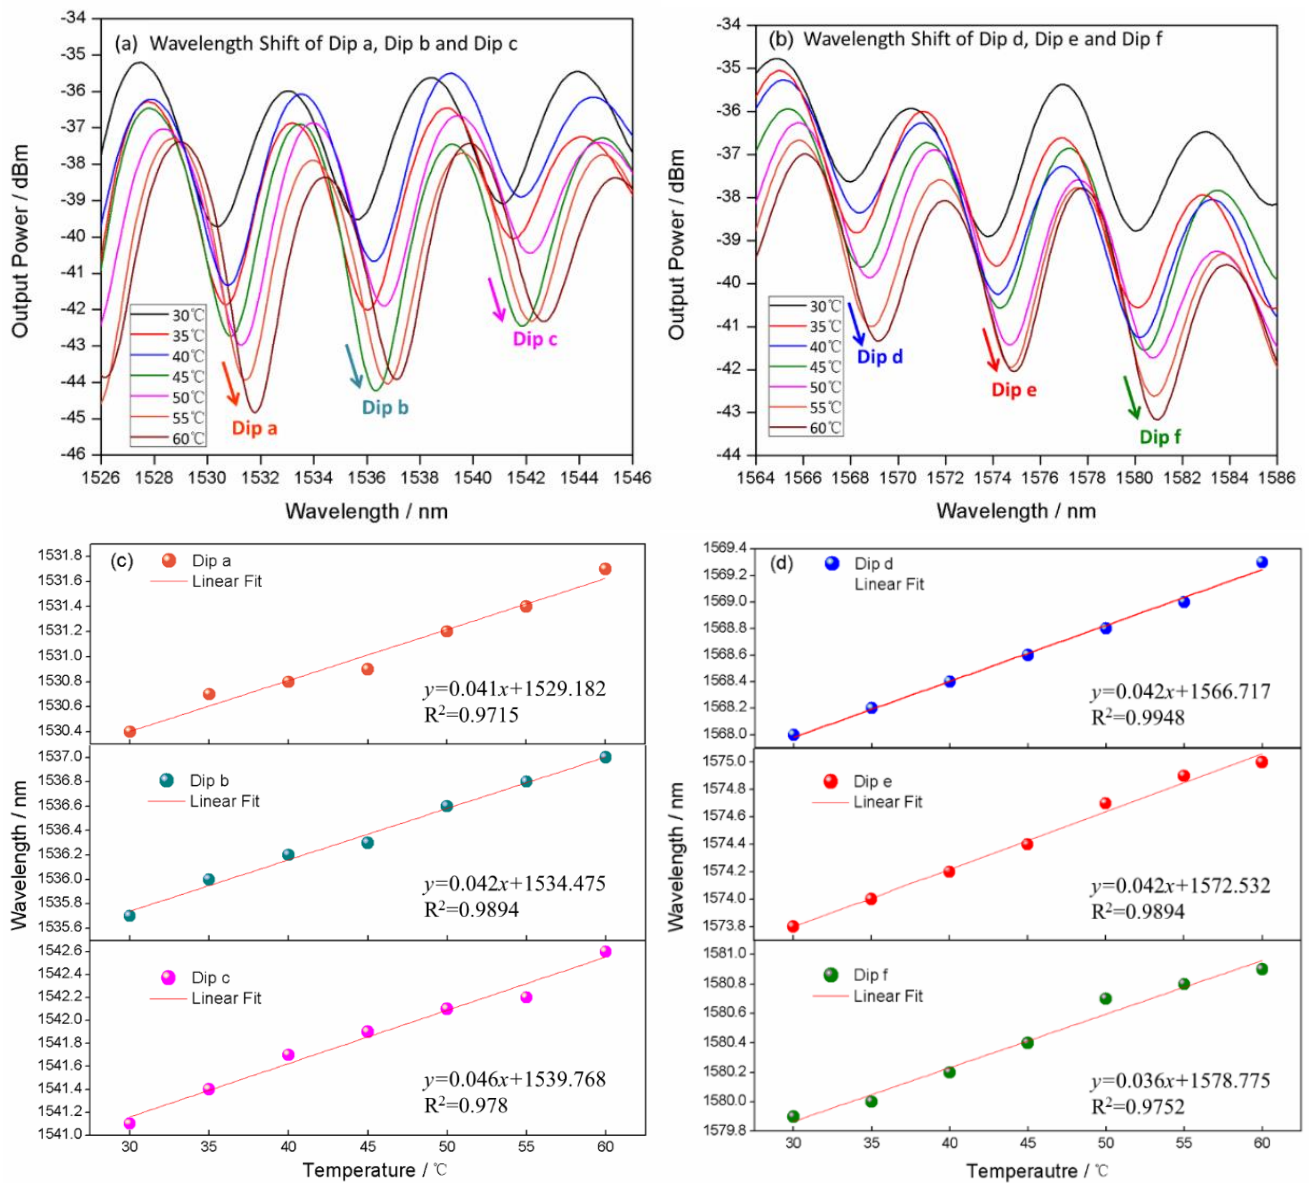 (a) Wavelength Shift of Dip a, Dip b and Dip c
Output Power / dBm
-34
-35
-36
-37
-38
-39
-40
-41
-42
-43
-44
-45
-46
30℃
35℃
40℃
45℃
50℃
55℃
60℃
Dip a
Dip b
Dip c
1526 1528 1530 1532 1534 1536 1538 1540 1542 1544 1546
Wavelength / nm
(b) Wavelength Shift of Dip d, Dip e and Dip f
Output Power / dBm
-34
-35
-36
-37
-38
-39
-40
-41
-42
-43
-44
30℃
35℃
40℃
45℃
50℃
55℃
60℃
Dip d
Dip e
Dip f
1564 1566 1568 1570 1572 1574 1576 1578 1580 1582 1584 1586
Wavelength / nm
(c)
Wavelength / nm
1531.8
1531.6
1531.4
1531.2
1531.0
1530.8
1530.6
1530.4
Dip a
Linear Fit
y=0.041x+1529.182
R²=0.9715
1537.0
1536.8
1536.6
1536.4
1536.2
1536.0
1535.8
1535.6
Dip b
Linear Fit
y=0.042x+1534.475
R²=0.9894
1542.6
1542.4
1542.2
1542.0
1541.8
1541.6
1541.4
1541.2
1541.0
Dip c
Linear Fit
y=0.046x+1539.768
R²=0.978
30 35 40 45 50 55 60
Temperature / ℃
(d)
Wavelength / nm
1569.4
1569.2
1569.0
1568.8
1568.6
1568.4
1568.2
1568.0
Dip d
Linear Fit
y=0.042x+1566.717
R²=0.9948
1575.0
1574.8
1574.6
1574.4
1574.2
1574.0
1573.8
Dip e
Linear Fit
y=0.042x+1572.532
R²=0.9894
1581.0
1580.8
1580.6
1580.4
1580.2
1580.0
1579.8
Dip f
Linear Fit
y=0.036x+1578.775
R²=0.9752
30 35 40 45 50 55 60
Temperautre / ℃